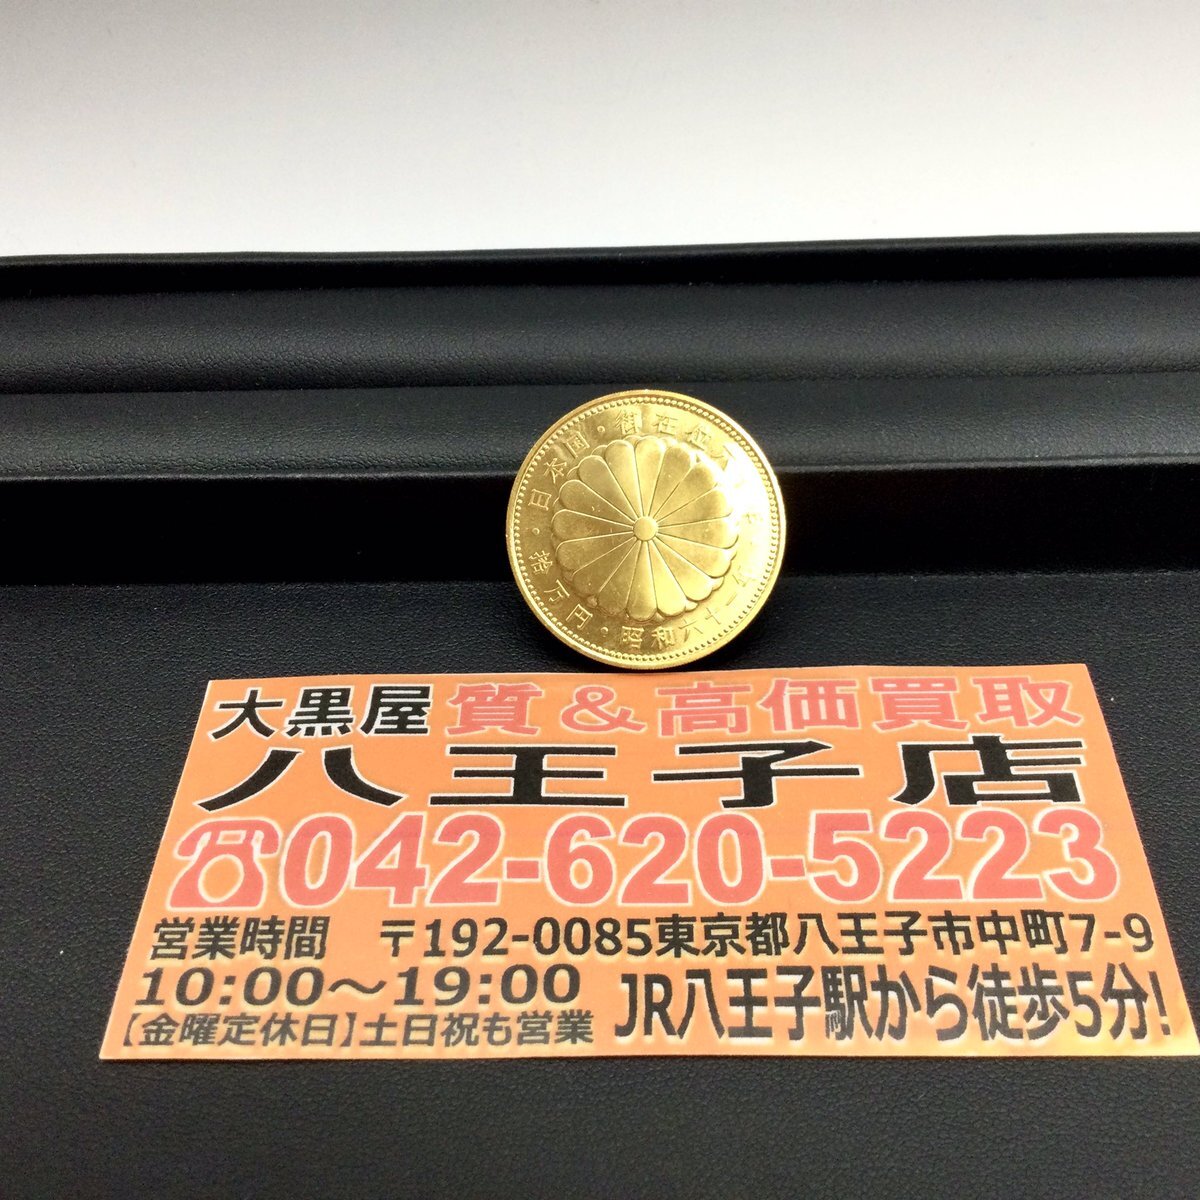 日本国・御在位六
拾万円・昭和六十一年
大黒屋 質&高価買取
八王子店
☎042-620-5223
営業時間 〒192-0085東京都八王子市中町7-9
10:00～19:00 JR八王子駅から徒歩5分!
【金曜定休日】土日祝も営業